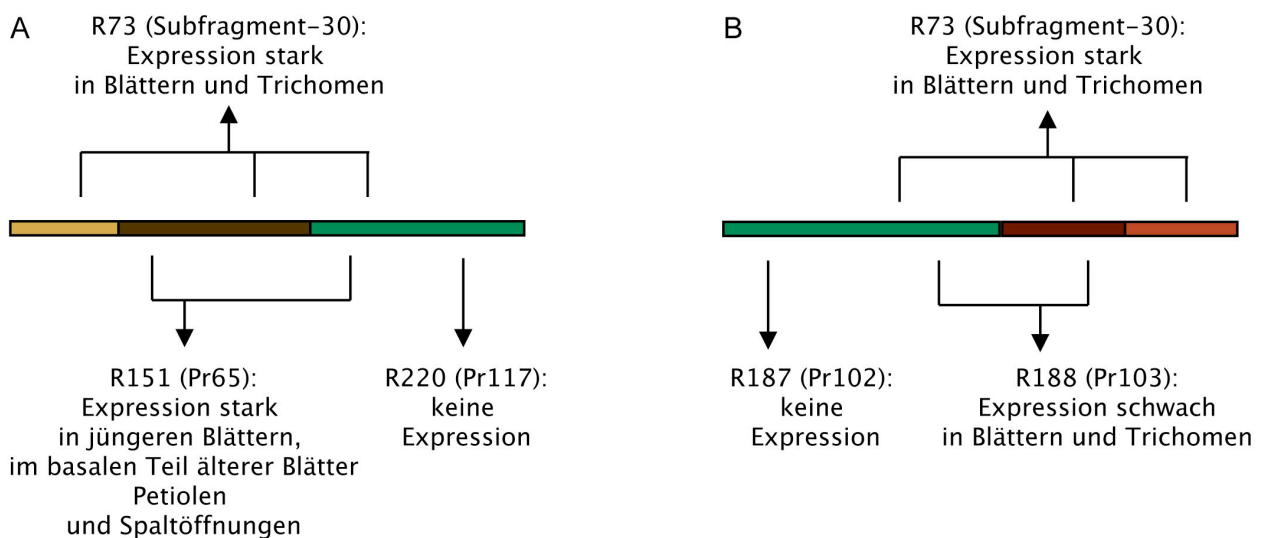 A
R73 (Subfragment-30):
Expression stark
in Blättern und Trichomen
R151 (Pr65):
Expression stark
in jüngeren Blättern,
im basalen Teil älterer Blätter
Petiolen
und Spaltöffnungen
R220 (Pr117):
keine
Expression
B
R73 (Subfragment-30):
Expression stark
in Blättern und Trichomen
R187 (Pr102):
keine
Expression
R188 (Pr103):
Expression schwach
in Blättern und Trichomen